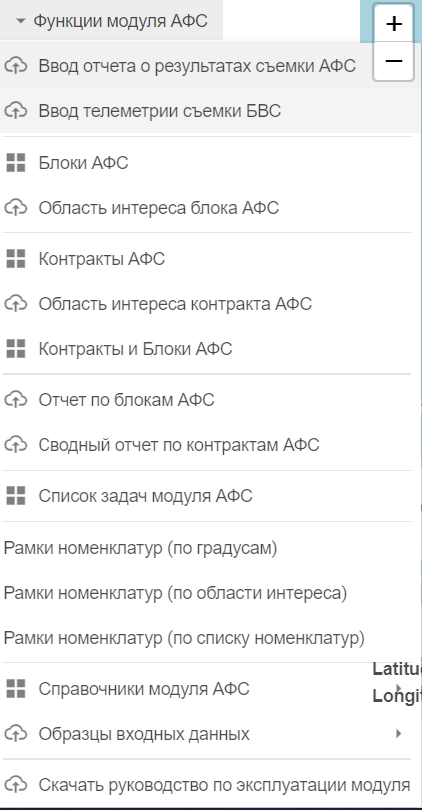 Функции модуля АФС
+
Ввод отчета о результатах съемки АФС
−
Ввод телеметрии съемки БВС
Блоки АФС
Область интереса блока АФС
Контракты АФС
Область интереса контракта АФС
Контракты и Блоки АФС
Отчет по блокам АФС
Сводный отчет по контрактам АФС
Список задач модуля АФС
Рамки номенклатур (по градусам)
Рамки номенклатур (по области интереса)
Рамки номенклатур (по списку номенклатур)
Справочники модуля АФС
Образцы входных данных
Скачать руководство по эксплуатации модуля